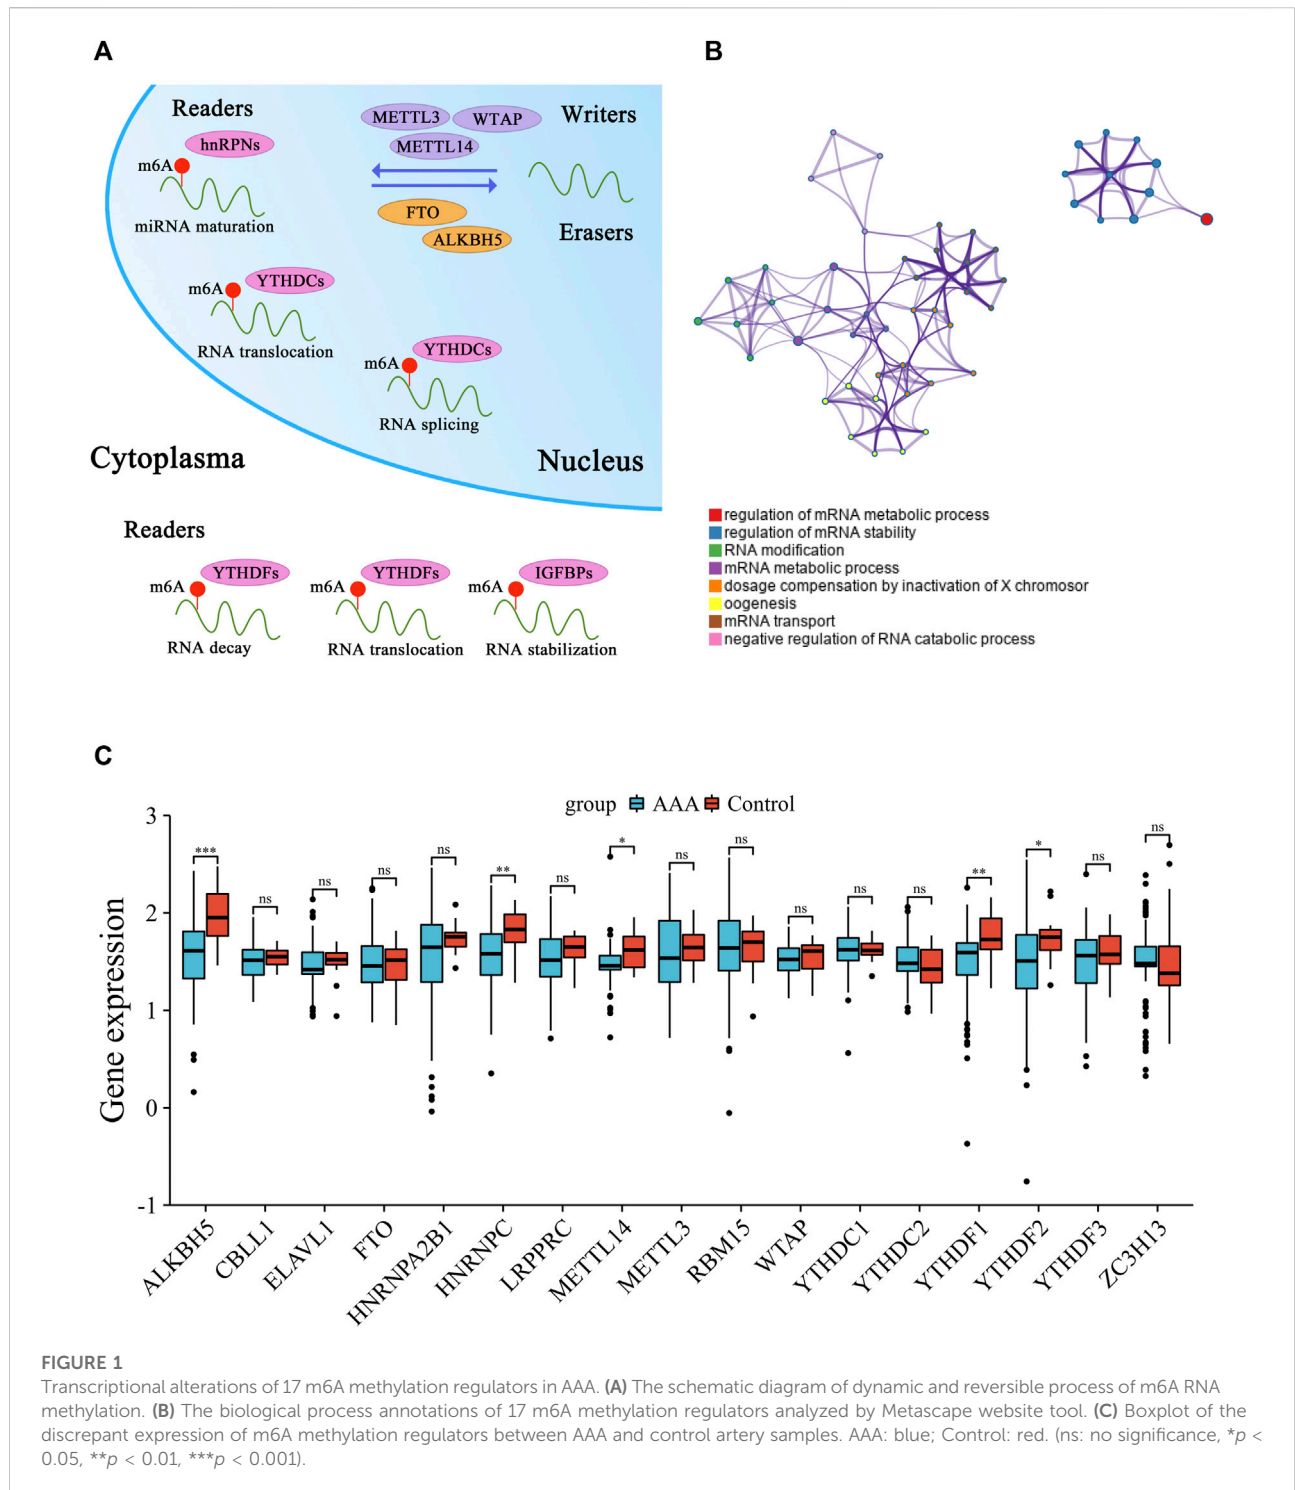 A
Readers
hnRPNs
m6A
miRNA maturation
METTL3
WTAP
METTL14
Writers
FTO
ALKBH5
Erasers
YTHDCs
m6A
RNA translocation
YTHDCs
m6A
RNA splicing
Cytoplasma
Nucleus
Readers
YTHDFs
m6A
RNA decay
YTHDFs
m6A
RNA translocation
IGFBPs
m6A
RNA stabilization
B
regulation of mRNA metabolic process
regulation of mRNA stability
RNA modification
mRNA metabolic process
dosage compensation by inactivation of X chromosor
oogenesis
mRNA transport
negative regulation of RNA catabolic process
C
group AAA Control
Gene expression
3
2
1
0
-1
*** ns ns ns ns ** ns * ns ns ns ns ns ** * ns ns
ALKBH5
CBLL1
ELAVL1
FTO
HNRNPA2B1
HNRNPC
LRPPRC
METTL14
METTL3
RBM15
WTAP
YTHDC1
YTHDC2
YTHDF1
YTHDF2
YTHDF3
ZC3H13
FIGURE 1
Transcriptional alterations of 17 m6A methylation regulators in AAA. (A) The schematic diagram of dynamic and reversible process of m6A RNA
methylation. (B) The biological process annotations of 17 m6A methylation regulators analyzed by Metascape website tool. (C) Boxplot of the
discrepant expression of m6A methylation regulators between AAA and control artery samples. AAA: blue; Control: red. (ns: no significance, *p <
0.05, **p < 0.01, ***p < 0.001).